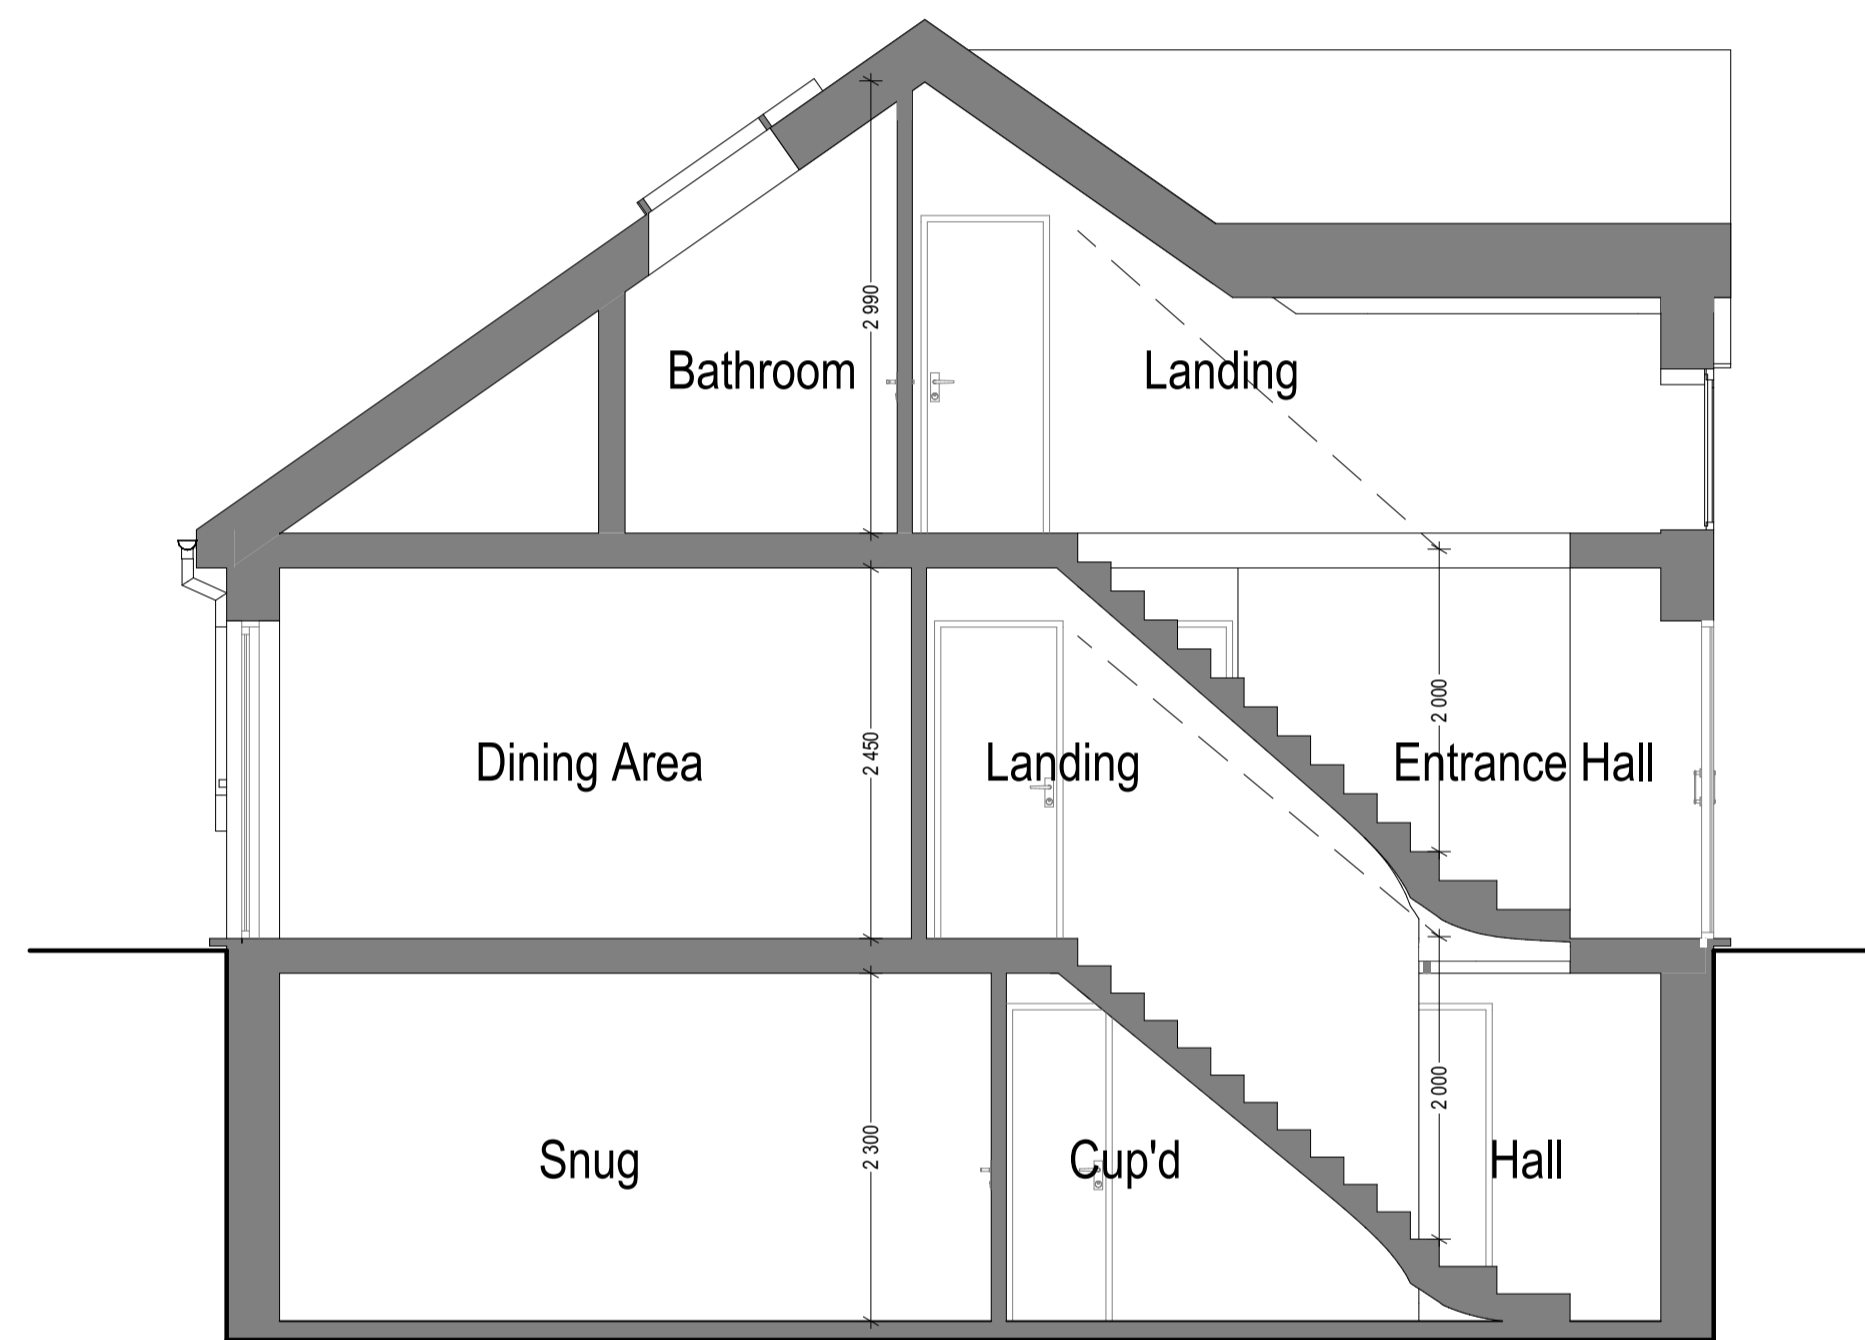 2 990
Bathroom
Landing
2 000
2 450
Dining Area
Landing
Entrance Hall
2 000
2 300
Snug
Cup'd
Hall